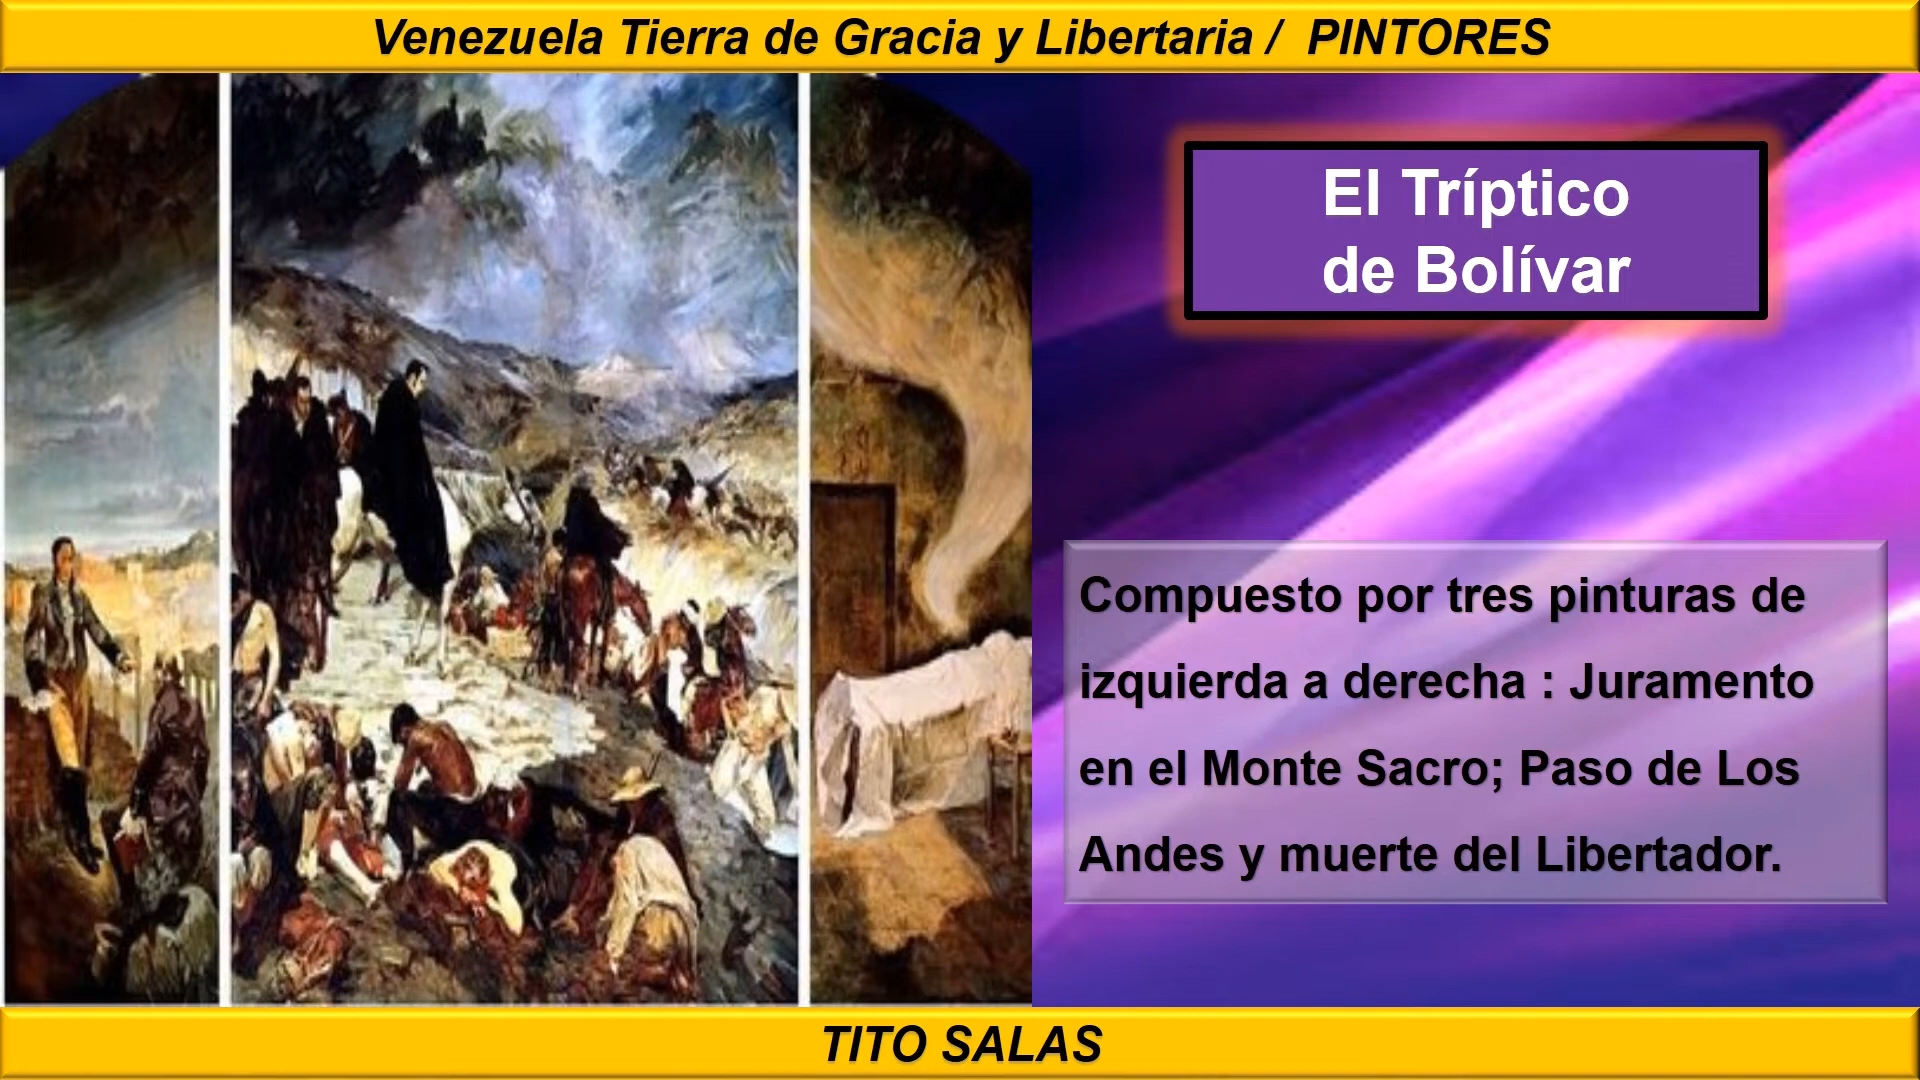 Venezuela Tierra de Gracia y Libertaria /  PINTORES
El Tríptico
de Bolívar
Compuesto por tres pinturas de
izquierda a derecha : Juramento
en el Monte Sacro; Paso de Los
Andes y muerte del Libertador.
TITO SALAS